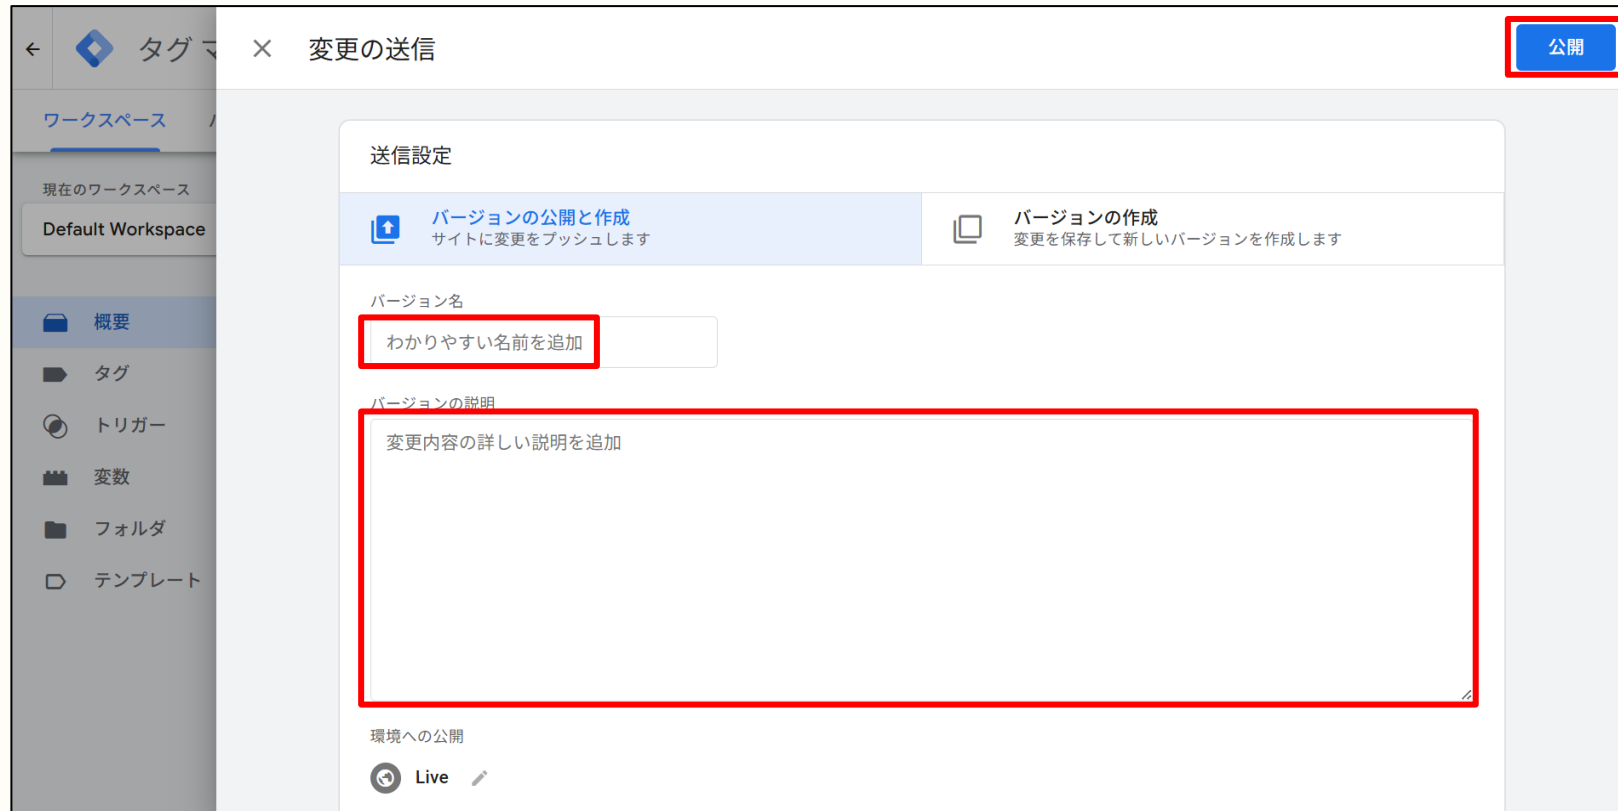 タグ マ
変更の送信
公開
ワークスペース
現在のワークスペース
Default Workspace
概要
タグ
トリガー
変数
フォルダ
テンプレート
送信設定
バージョンの公開と作成
サイトに変更をプッシュします
バージョンの作成
変更を保存して新しいバージョンを作成します
バージョン名
わかりやすい名前を追加
バージョンの説明
変更内容の詳しい説明を追加
環境への公開
Live